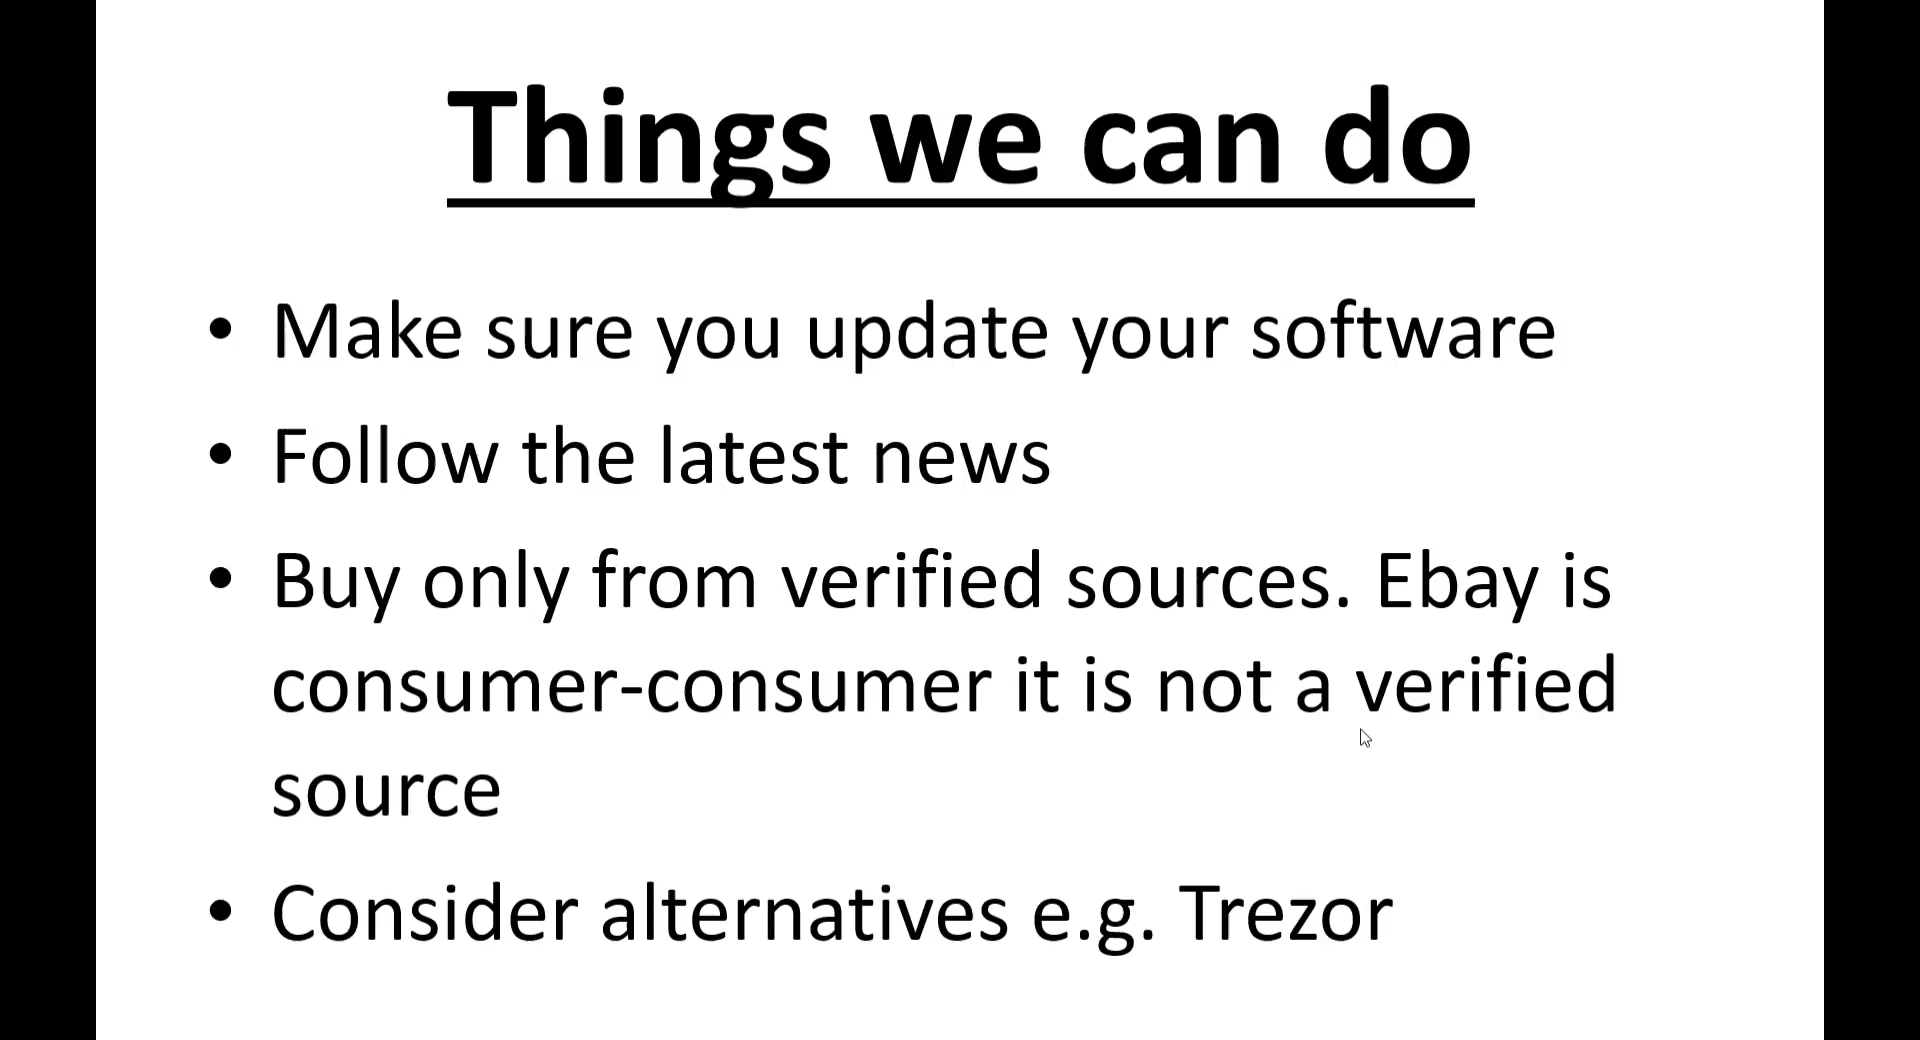 Things we can do
• Make sure you update your software
• Follow the latest news
• Buy only from verified sources. Ebay is
consumer-consumer it is not a verified
source
• Consider alternatives e.g. Trezor